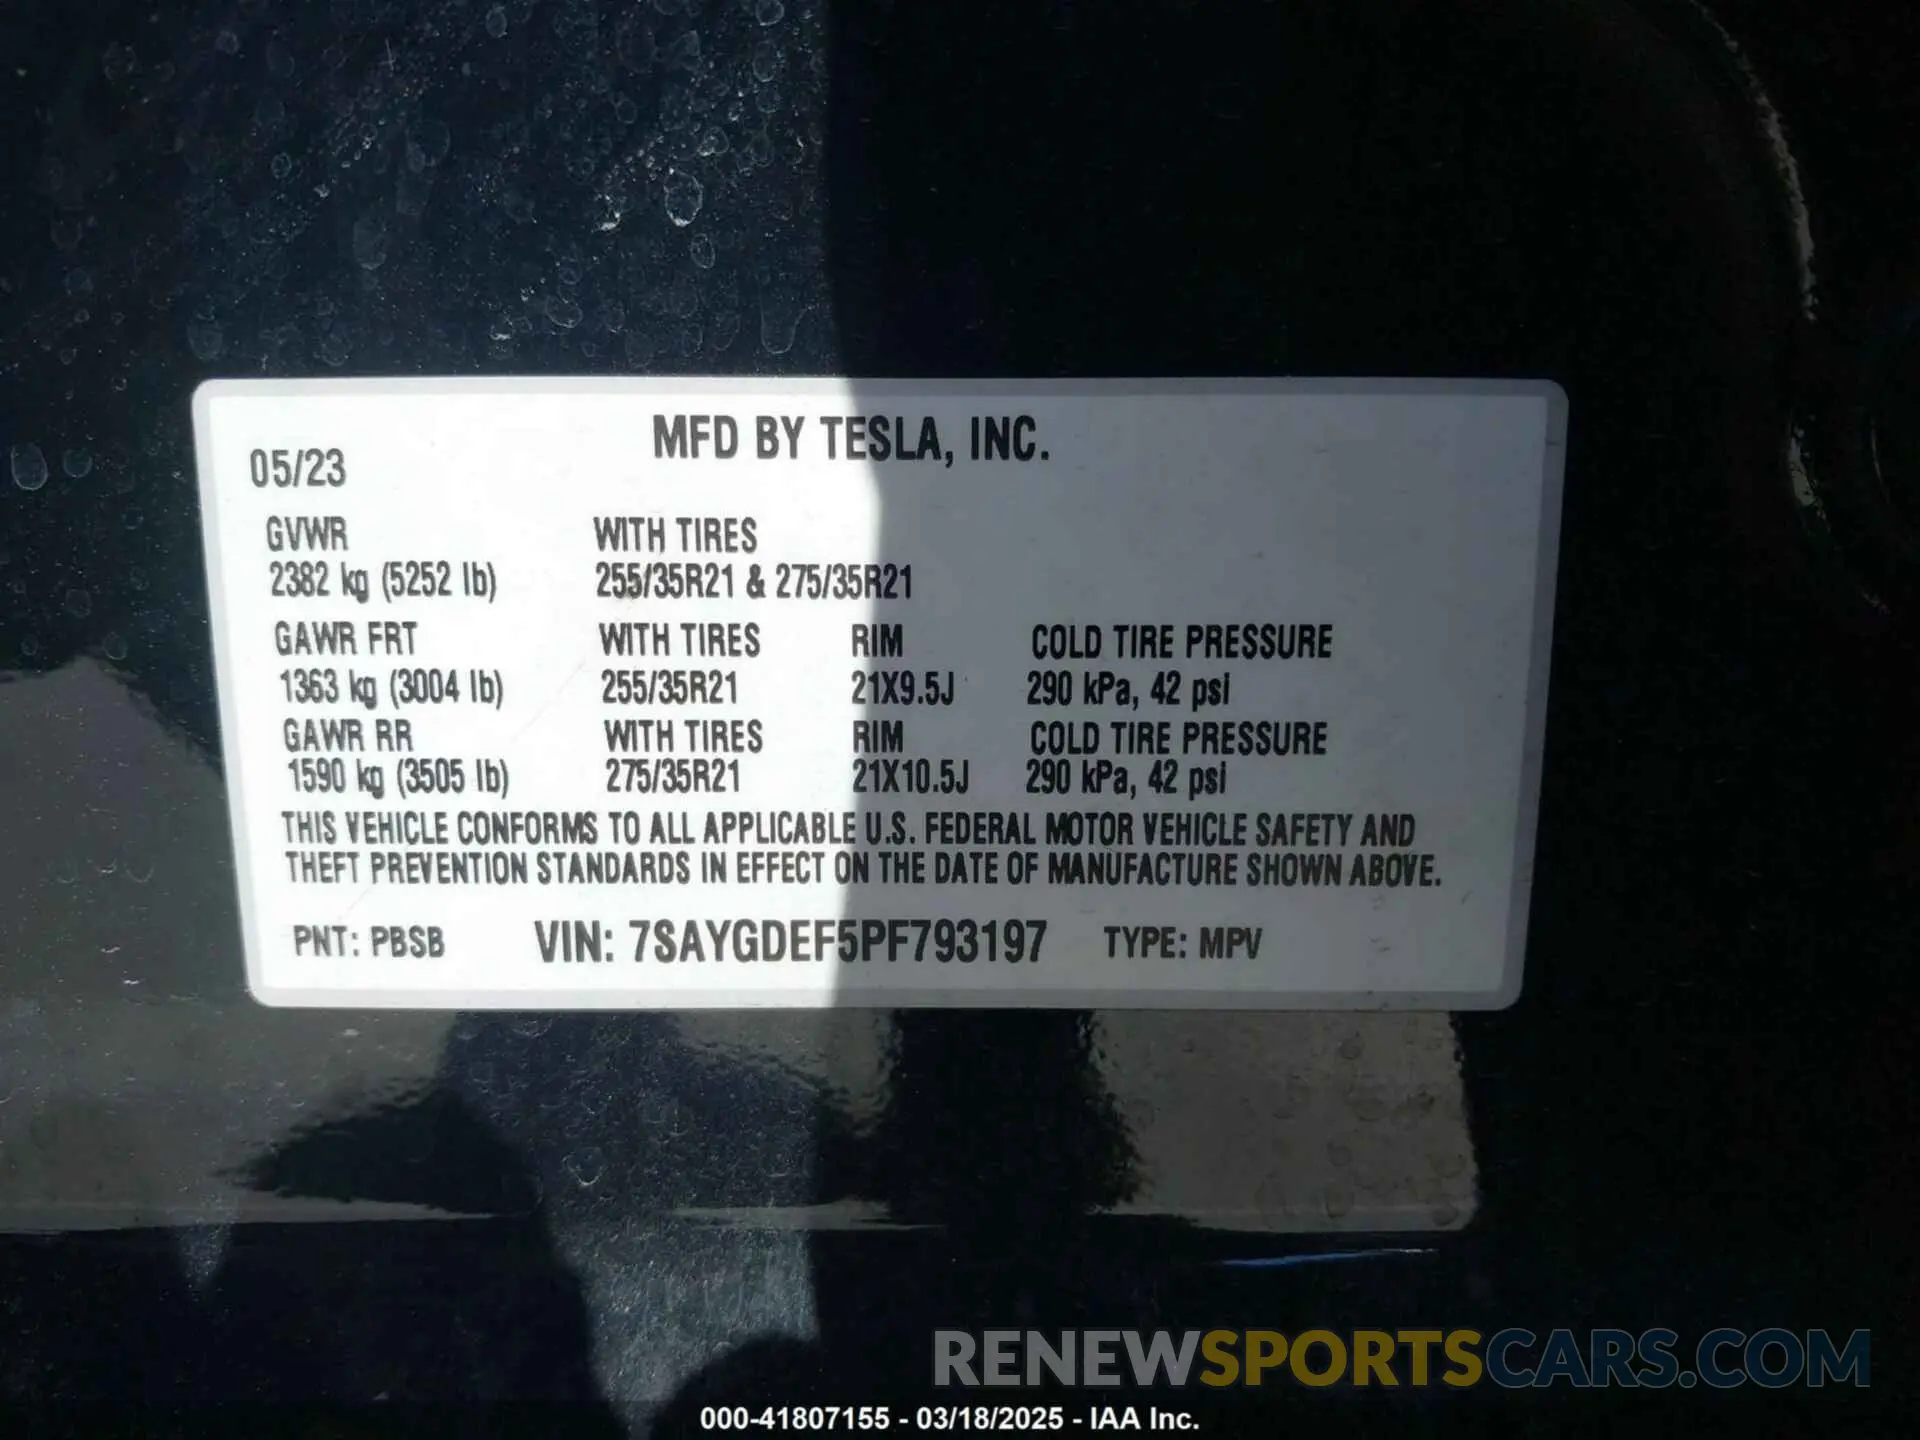 MFD BY TESLA, INC.
05/23
GVWR WITH TIRES
2382 kg (5252 lb) 255/35R21 & 275/35R21
GAWR FRT WITH TIRES RIM COLD TIRE PRESSURE
1363 kg (3004 lb) 255/35R21 21X9.5J 290 kPa, 42 psi
GAWR RR WITH TIRES RIM COLD TIRE PRESSURE
1590 kg (3505 lb) 275/35R21 21X10.5J 290 kPa, 42 psi
THIS VEHICLE CONFORMS TO ALL APPLICABLE U.S. FEDERAL MOTOR VEHICLE SAFETY AND
THEFT PREVENTION STANDARDS IN EFFECT ON THE DATE OF MANUFACTURE SHOWN ABOVE.
PNT: PBSB VIN: 7SAYGDEF5PF793197 TYPE: MPV
RENEWSPORTSCARS.COM
000-41807155 - 03/18/2025 - IAA Inc.